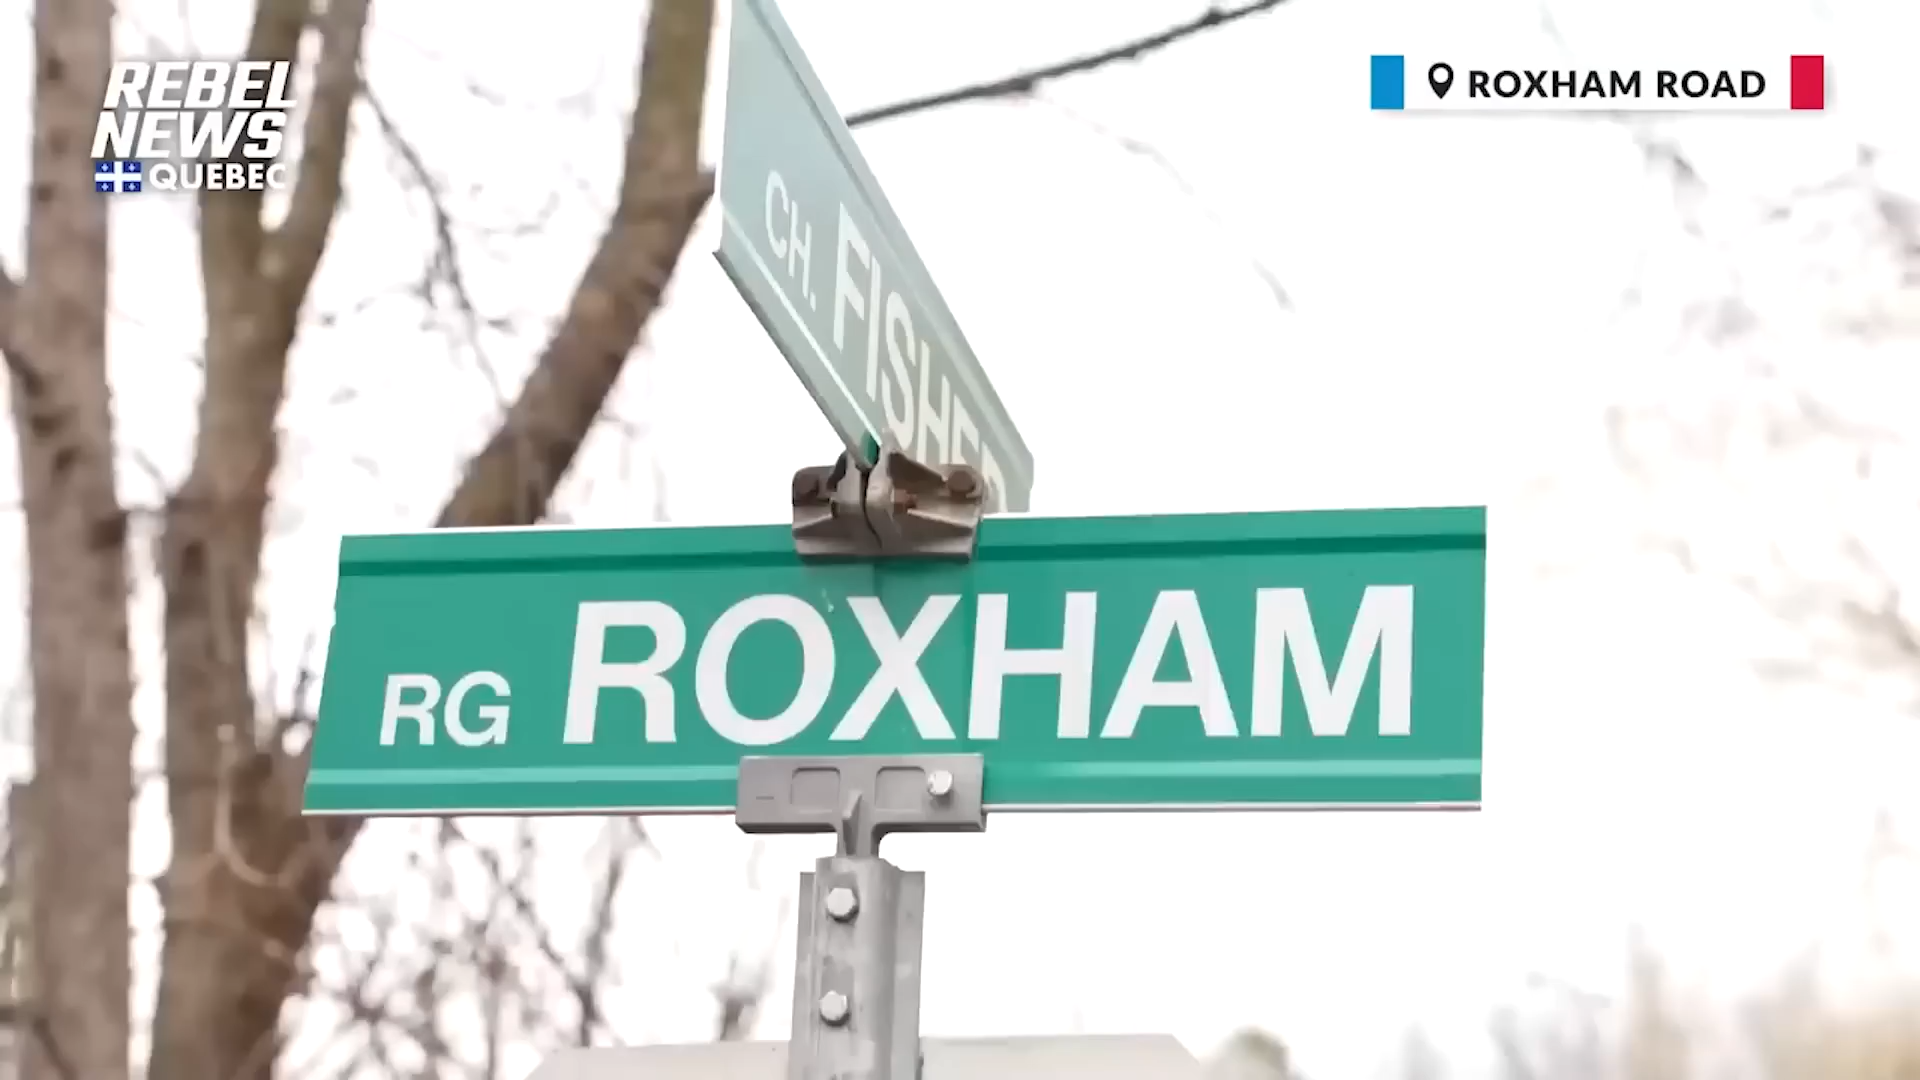 REBEL
NEWS
QUEBEC
ROXHAM ROAD
CH. FISHER
RG ROXHAM